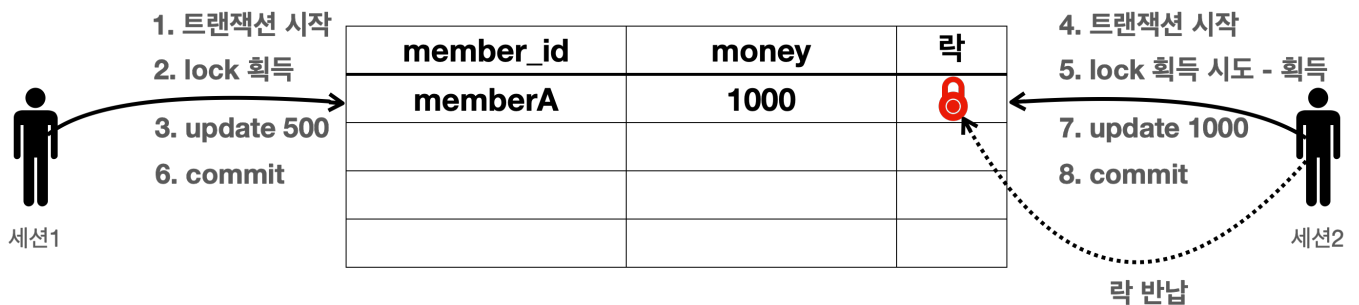 1. 트랜잭션 시작
2. lock 획득
3. update 500
6. commit
세션1
member_id money 락
memberA 1000
4. 트랜잭션 시작
5. lock 획득 시도 - 획득
7. update 1000
8. commit
세션2
락 반납